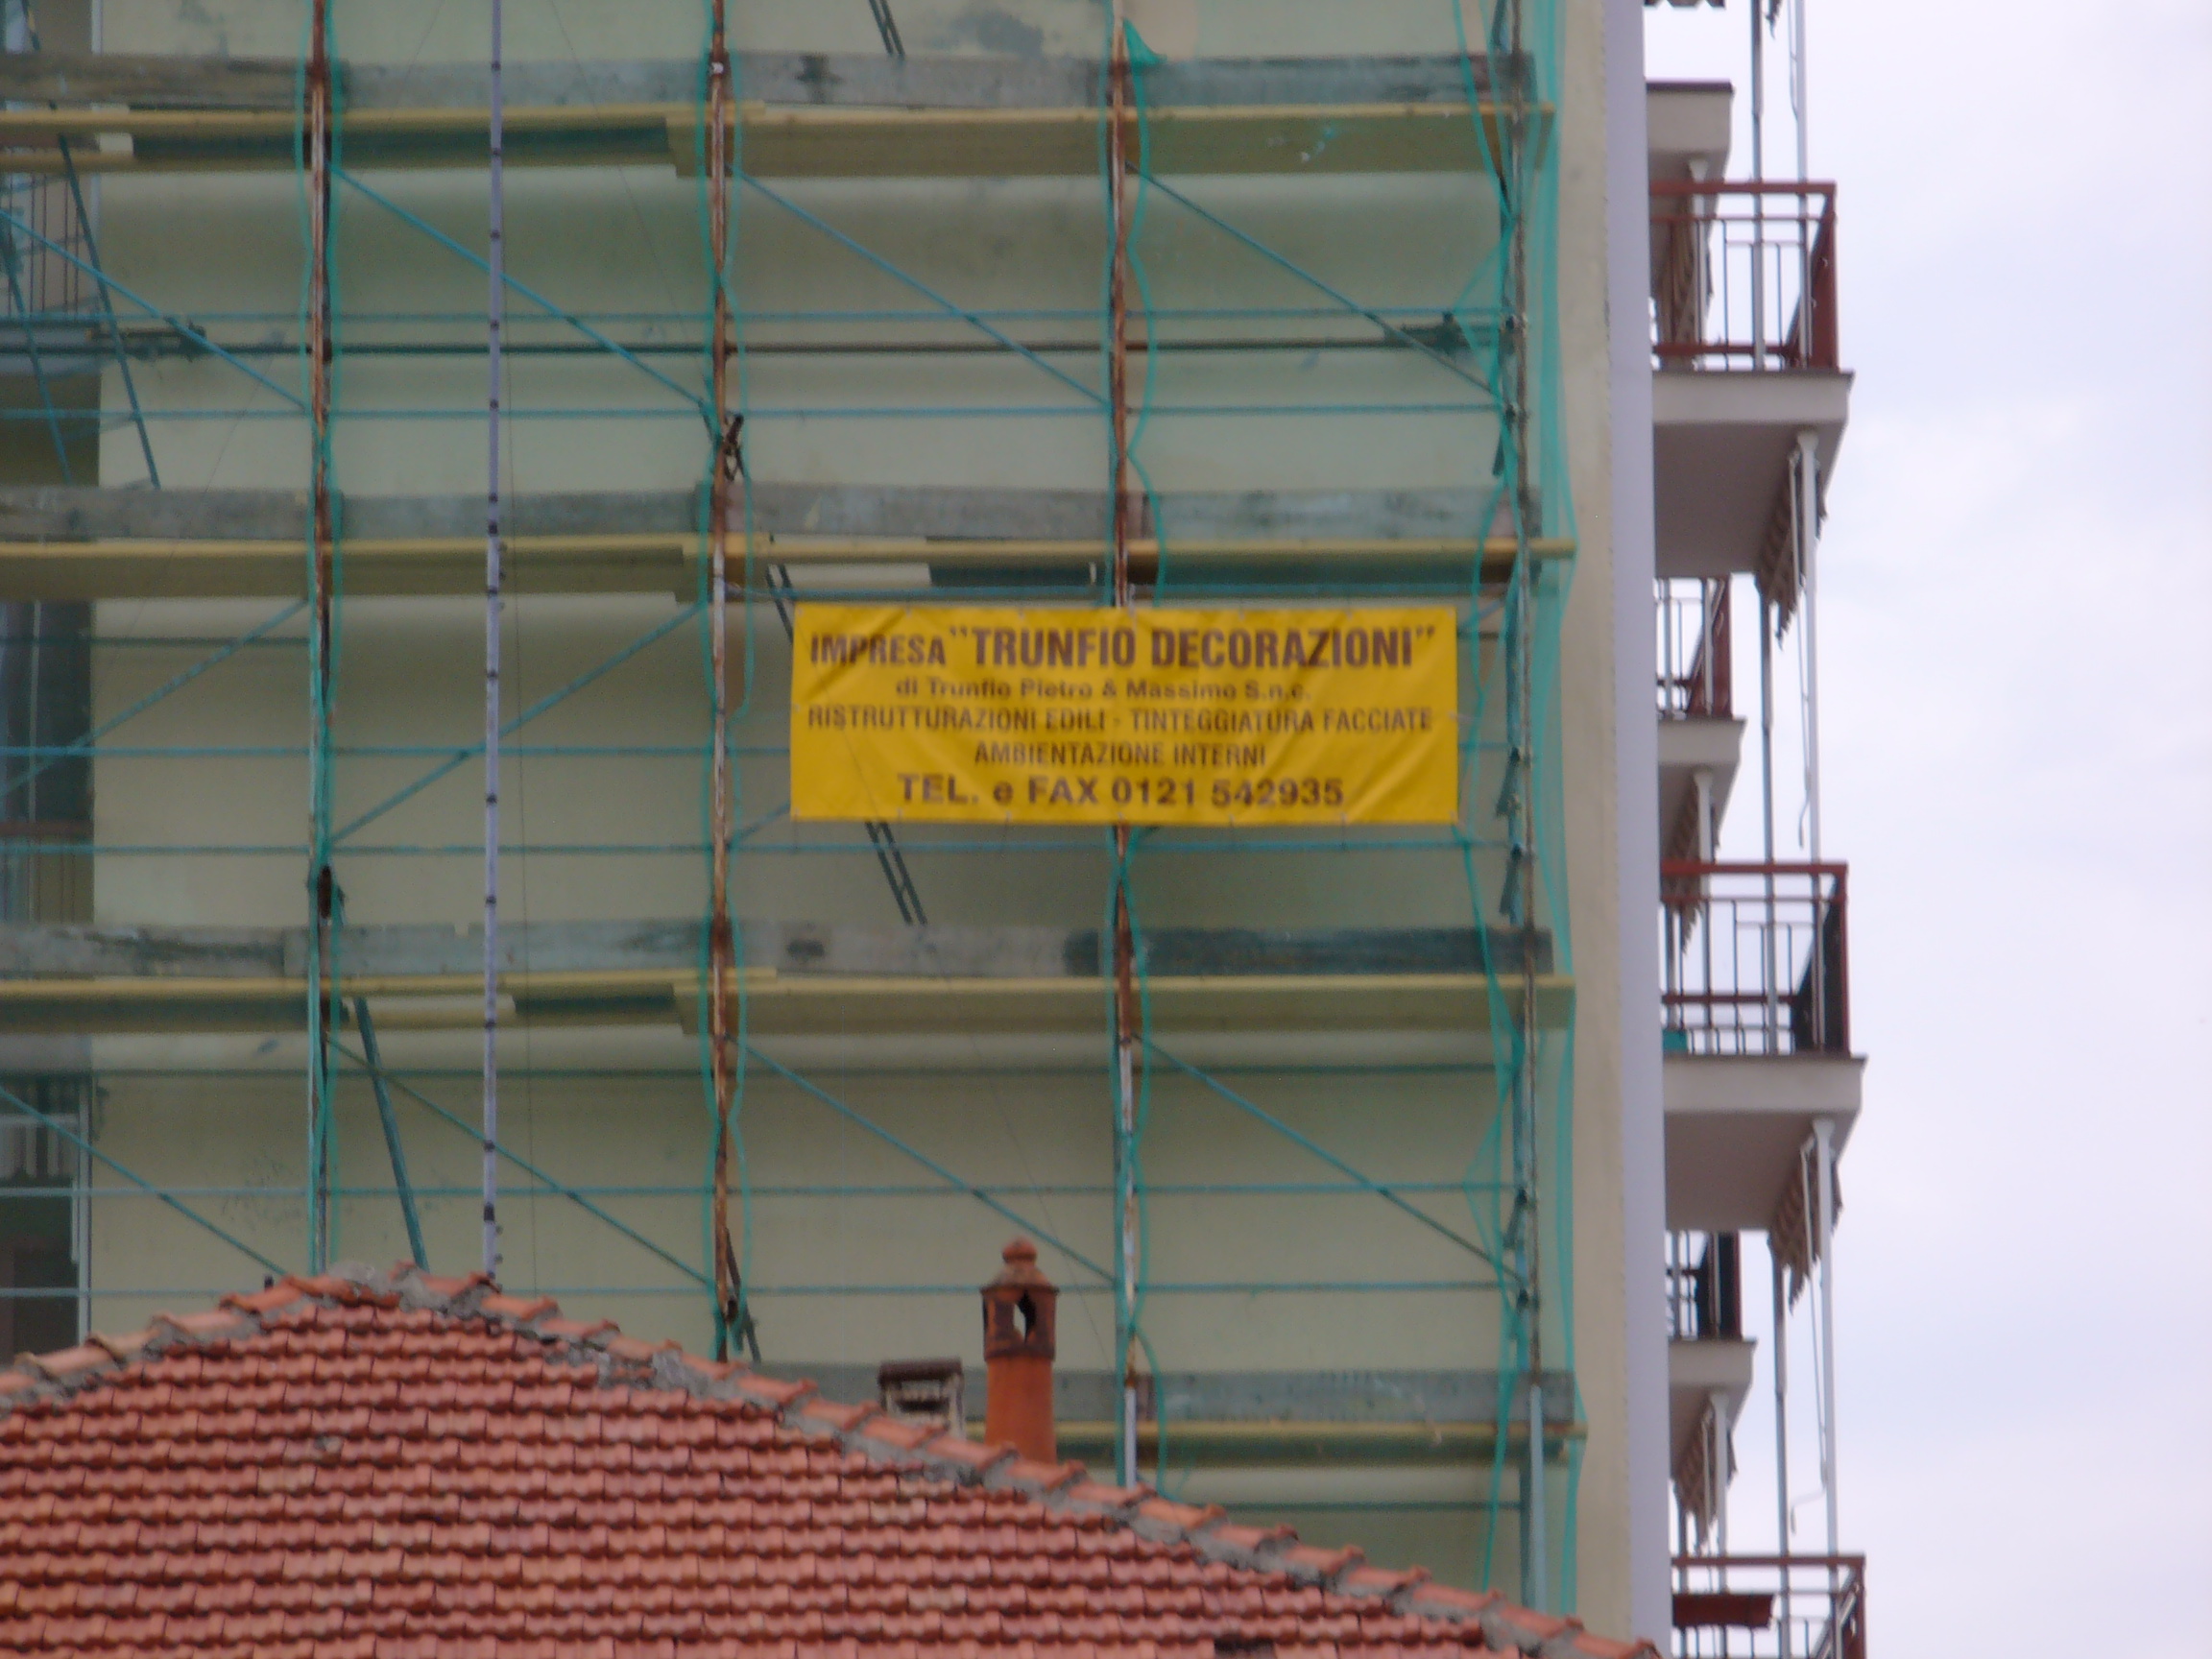 IMPRESA "TRUNFIO DECORAZIONI"
di Trunfio Pietro & Massimo S.n.c.
RISTRUTTURAZIONI EDILI - TINTEGGIATURA FACCIATE
AMBIENTAZIONE INTERNI
TEL. e FAX 0121 542935